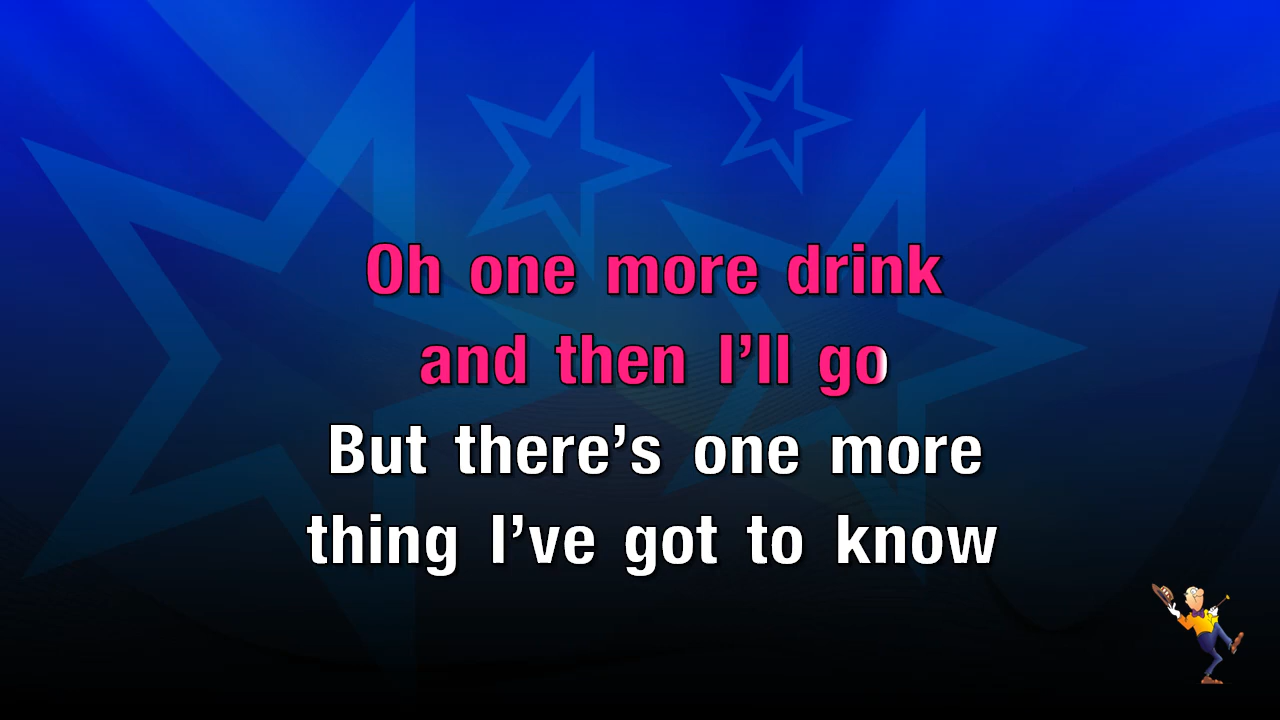 Oh one more drink
and then I’ll go
But there’s one more
thing I’ve got to know